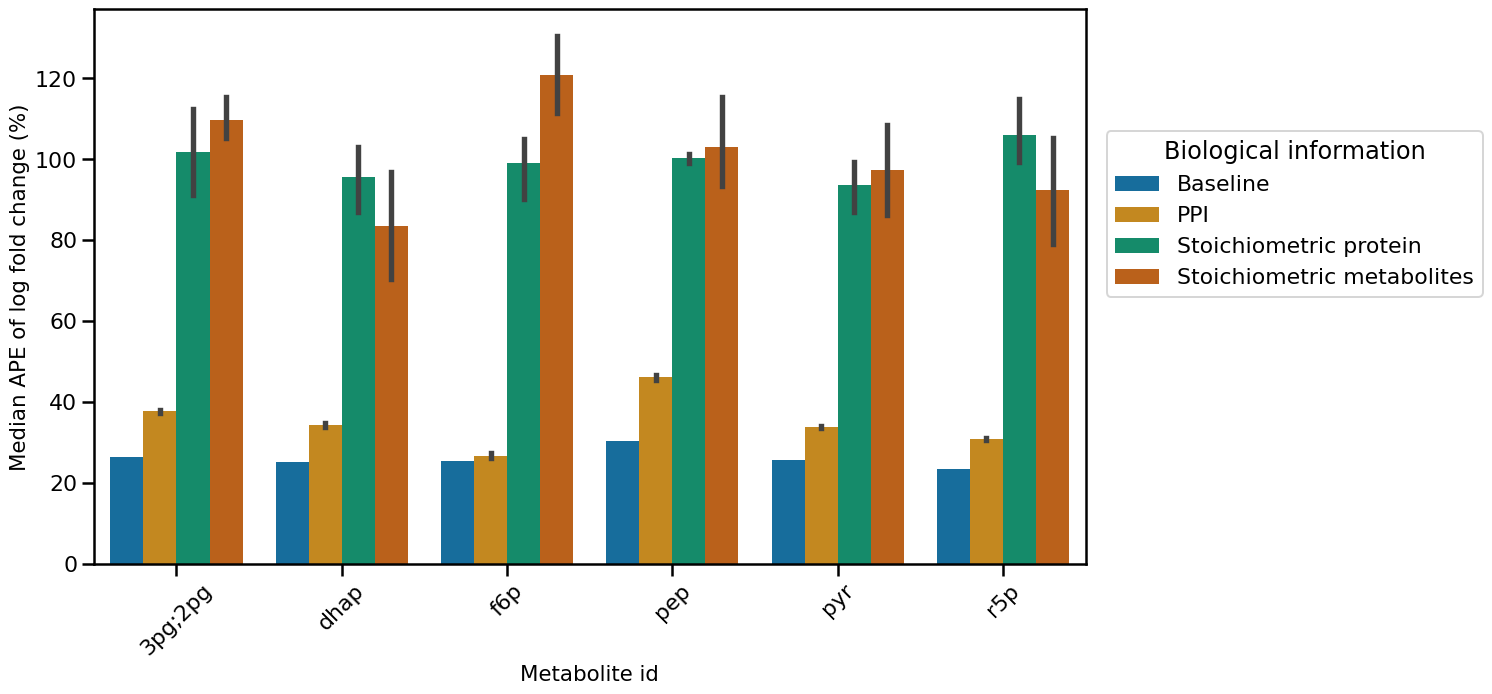 Median APE of log fold change (%)
120
100
80
60
40
20
0
3pg;2pg
dhap
f6p
pep
pyr
r5p
Metabolite id
Biological information
Baseline
PPI
Stoichiometric protein
Stoichiometric metabolites